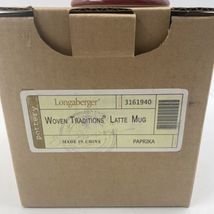 Longaberger®
3161940
pottery
WOVEN TRADITIONS® LATTE MUG
MADE IN CHINA
PAPRIKA